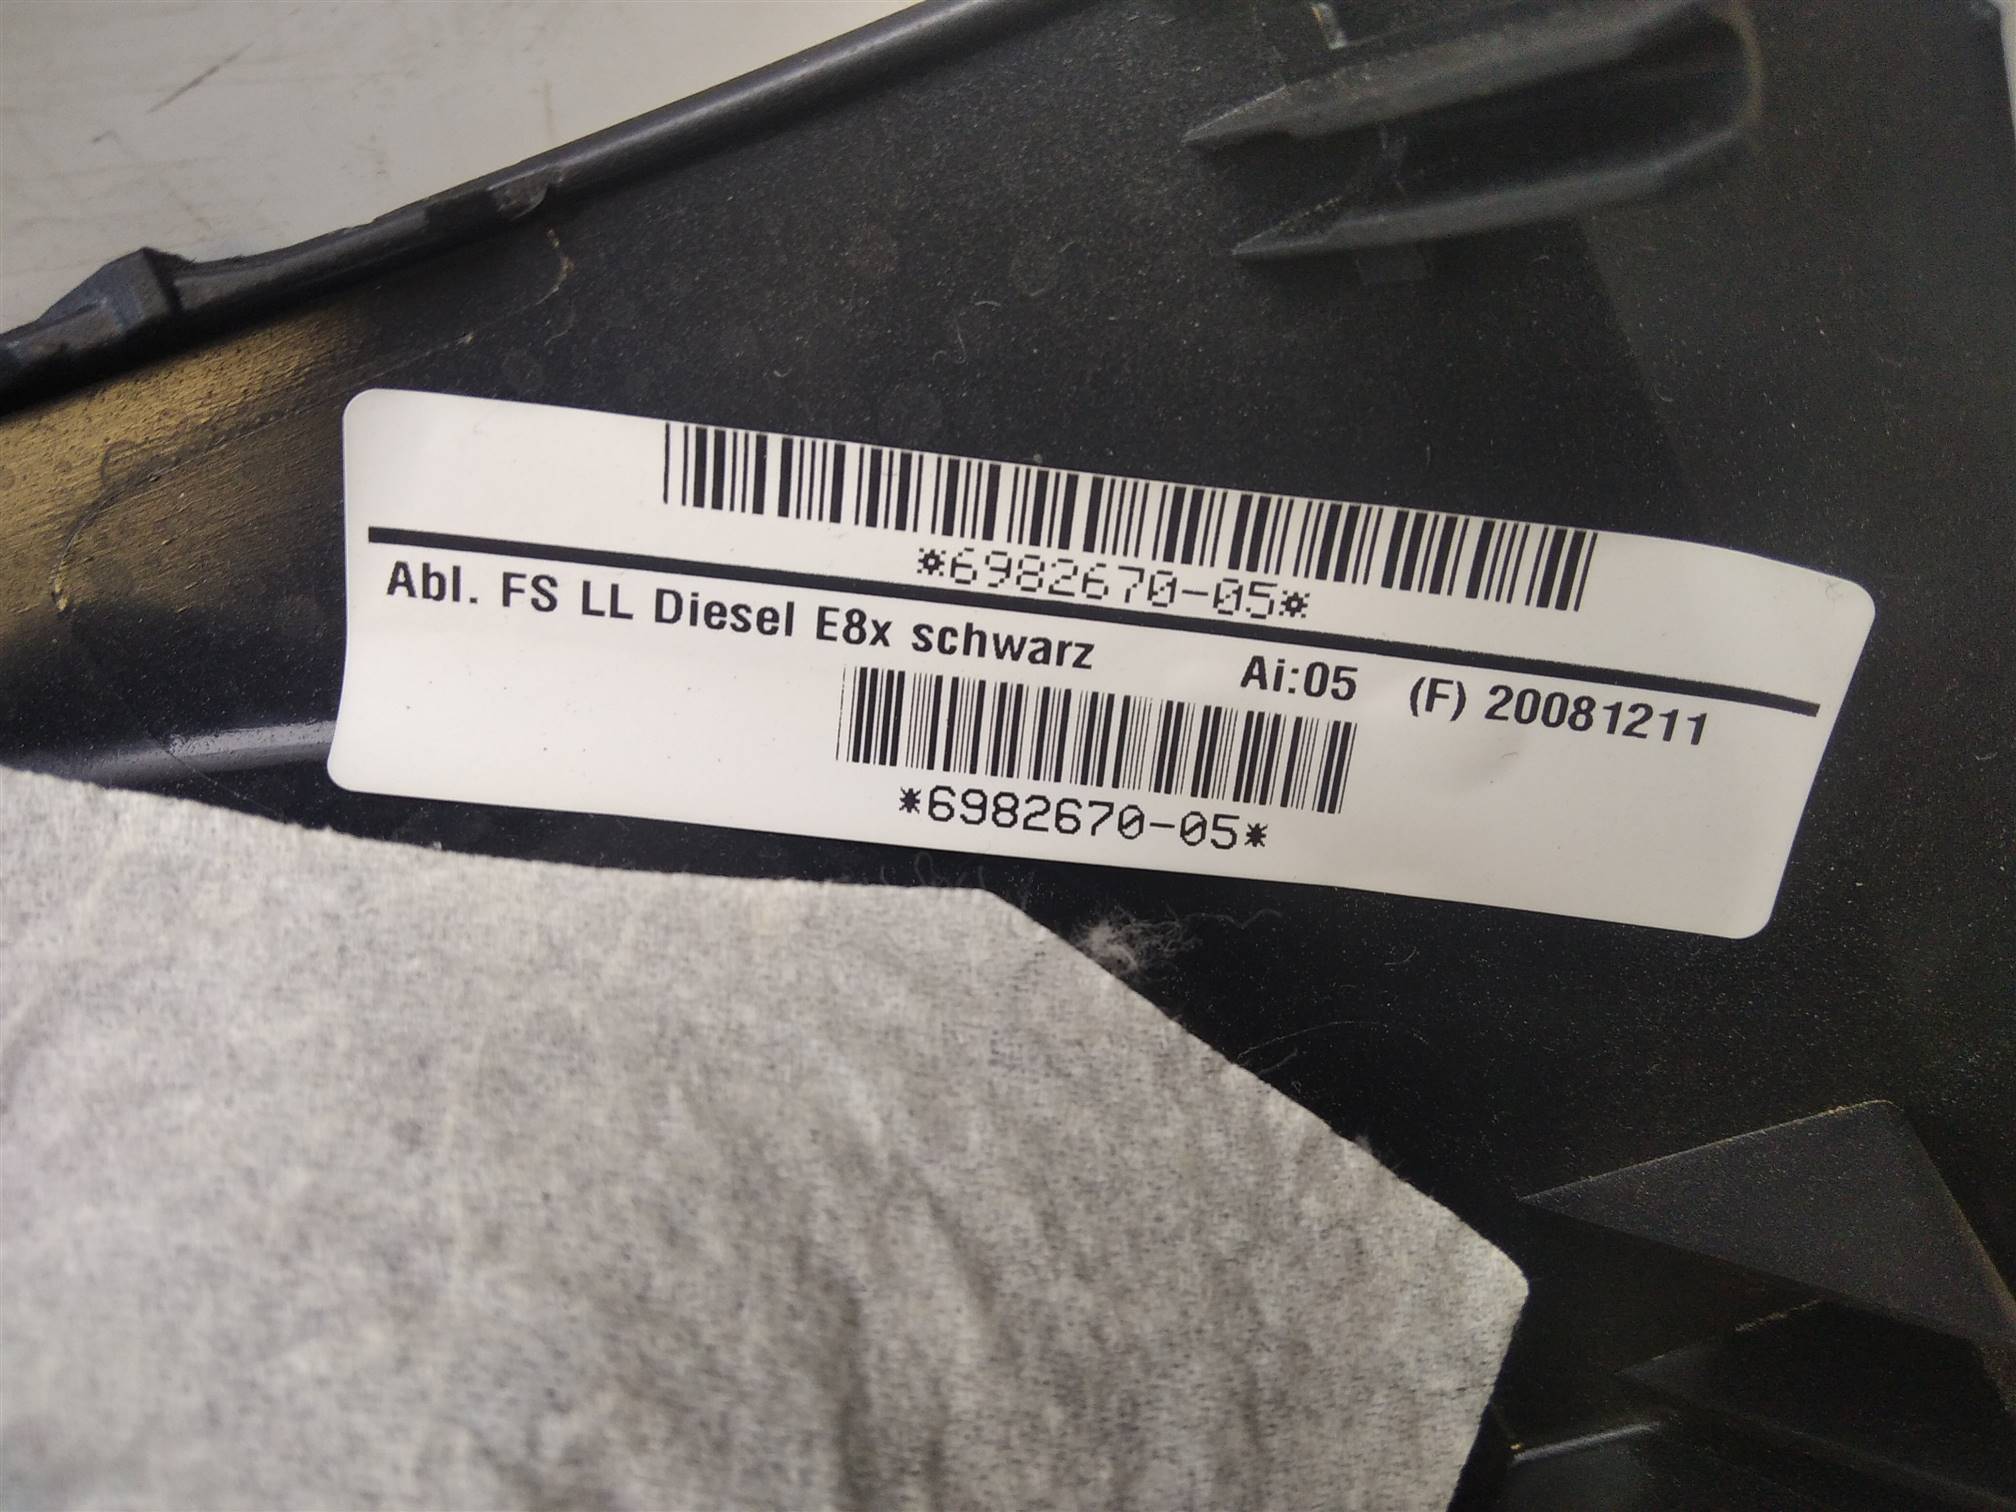 *6982670-05*
Abl. FS LL Diesel E8x schwarz Ai:05 (F) 20081211
*6982670-05*